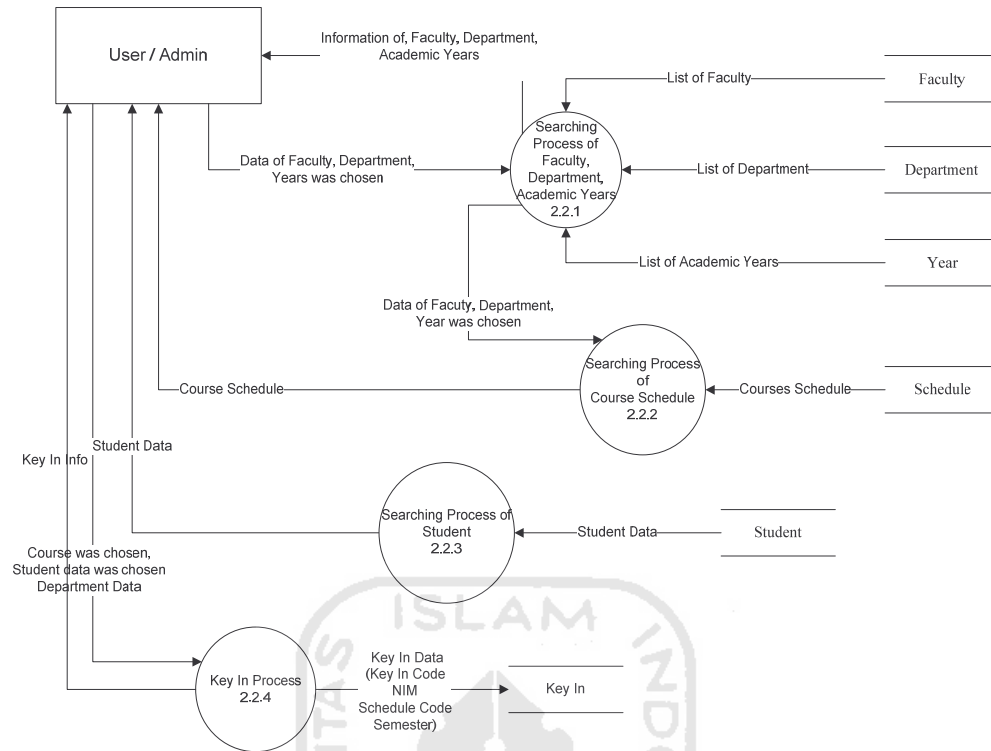 User / Admin
Information of, Faculty, Department,
Academic Years
List of Faculty
Faculty
Searching
Process of
Faculty,
Department,
Academic Years
2.2.1
Data of Faculty, Department,
Years was chosen
List of Department
Department
List of Academic Years
Year
Data of Facuty, Department,
Year was chosen
Searching Process
of
Course Schedule
2.2.2
Course Schedule
Courses Schedule
Schedule
Student Data
Key In Info
Searching Process of
Student
2.2.3
Student Data
Student
Course was chosen,
Student data was chosen
Department Data
Key In Process
2.2.4
Key In Data
(Key In Code
NIM
Schedule Code
Semester)
Key In
ISLAM